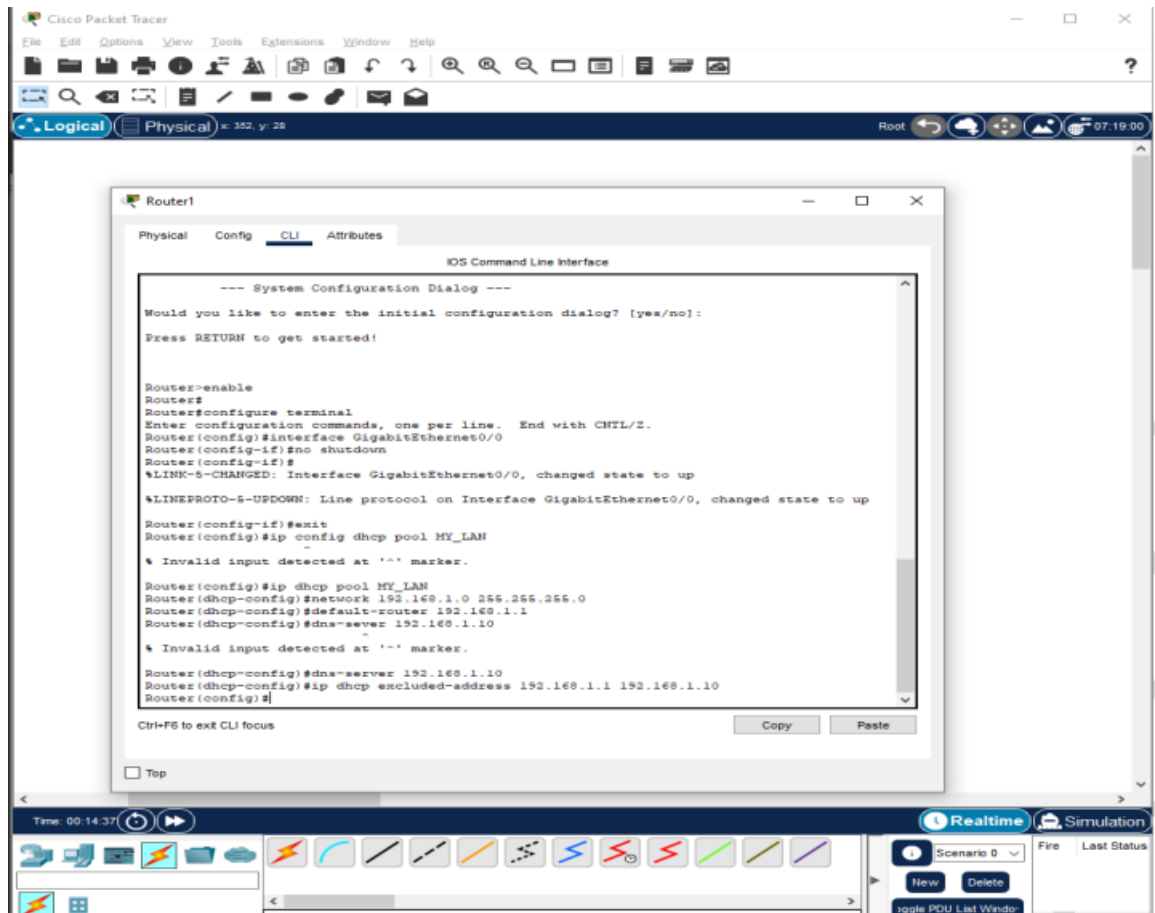 Cisco Packet Tracer
File Edit Options View Tools Extensions Window Help
?
Logical Physical x: 352, y: 28 Root 07:19:00
Router1
Physical Config CLI Attributes
IOS Command Line Interface
--- System Configuration Dialog ---
Would you like to enter the initial configuration dialog? [yes/no]:
Press RETURN to get started!
Router>enable
Router#
Router#configure terminal
Enter configuration commands, one per line.  End with CNTL/Z.
Router(config)#interface GigabitEthernet0/0
Router(config-if)#no shutdown
Router(config-if)#
%LINK-5-CHANGED: Interface GigabitEthernet0/0, changed state to up
%LINEPROTO-5-UPDOWN: Line protocol on Interface GigabitEthernet0/0, changed state to up
Router(config-if)#exit
Router(config)#ip config dhcp pool MY_LAN
^
% Invalid input detected at '^' marker.
Router(config)#ip dhcp pool MY_LAN
Router(dhcp-config)#network 192.168.1.0 255.255.255.0
Router(dhcp-config)#default-router 192.168.1.1
Router(dhcp-config)#dns-sever 192.168.1.10
^
% Invalid input detected at '^' marker.
Router(dhcp-config)#dns-server 192.168.1.10
Router(dhcp-config)#ip dhcp excluded-address 192.168.1.1 192.168.1.10
Router(config)#
Ctrl+F6 to exit CLI focus Copy Paste
Top
Time: 00:14:37 Realtime Simulation
Scenario 0 Fire Last Status
New Delete
oggle PDU List Windo